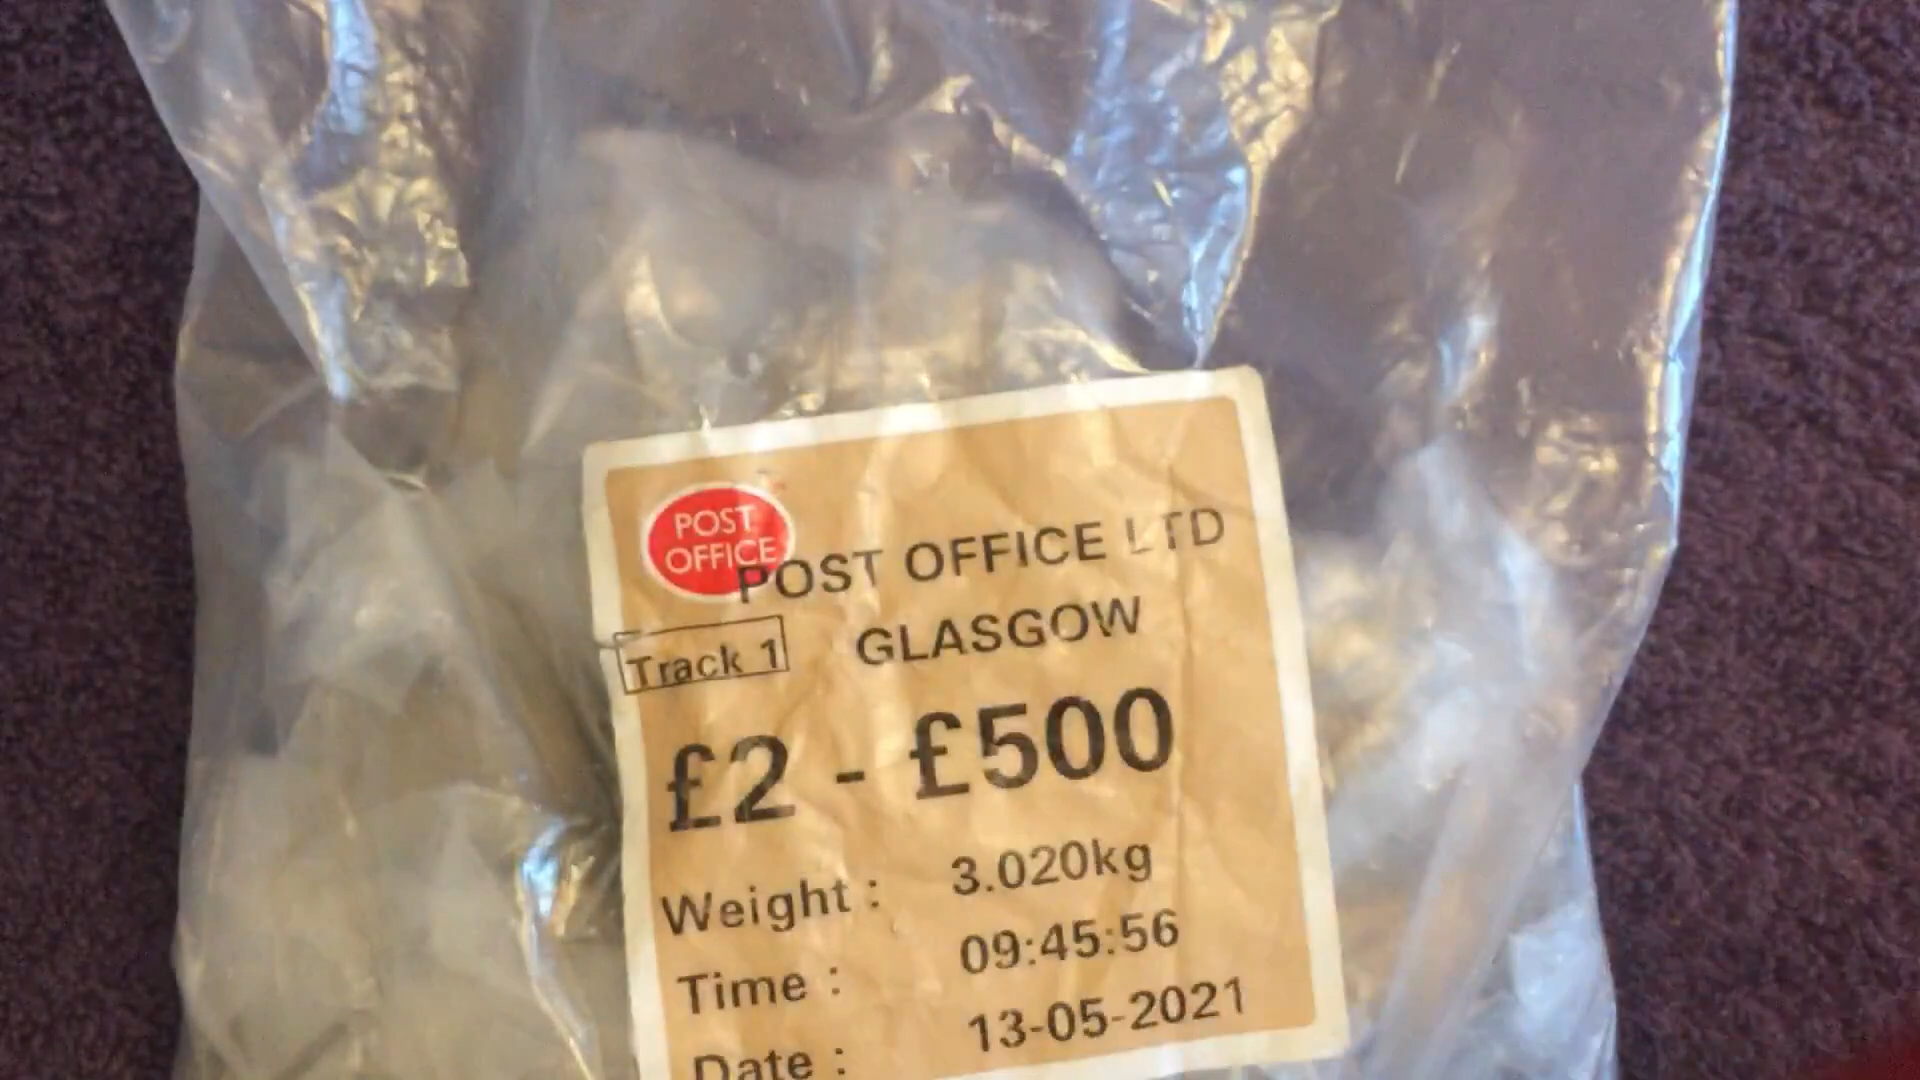 POST
OFFICE
POST OFFICE LTD
Track 1 GLASGOW
£2 - £500
Weight : 3.020kg
Time : 09:45:56
Date : 13-05-2021